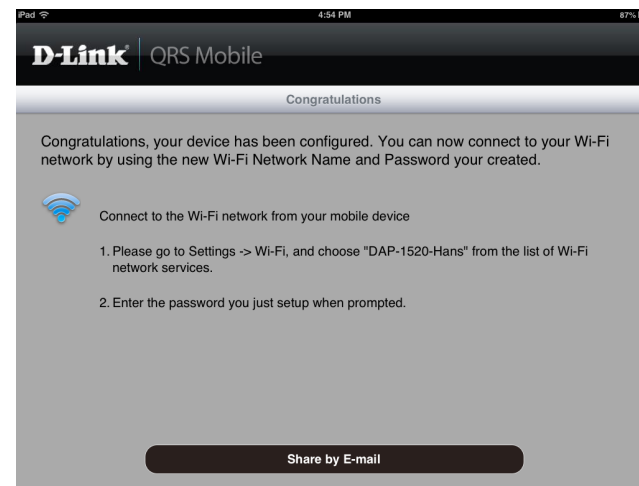 iPad 4:54 PM 87%
D-Link QRS Mobile
Congratulations
Congratulations, your device has been configured. You can now connect to your Wi-Fi
network by using the new Wi-Fi Network Name and Password your created.
Connect to the Wi-Fi network from your mobile device
1. Please go to Settings -> Wi-Fi, and choose "DAP-1520-Hans" from the list of Wi-Fi
network services.
2. Enter the password you just setup when prompted.
Share by E-mail